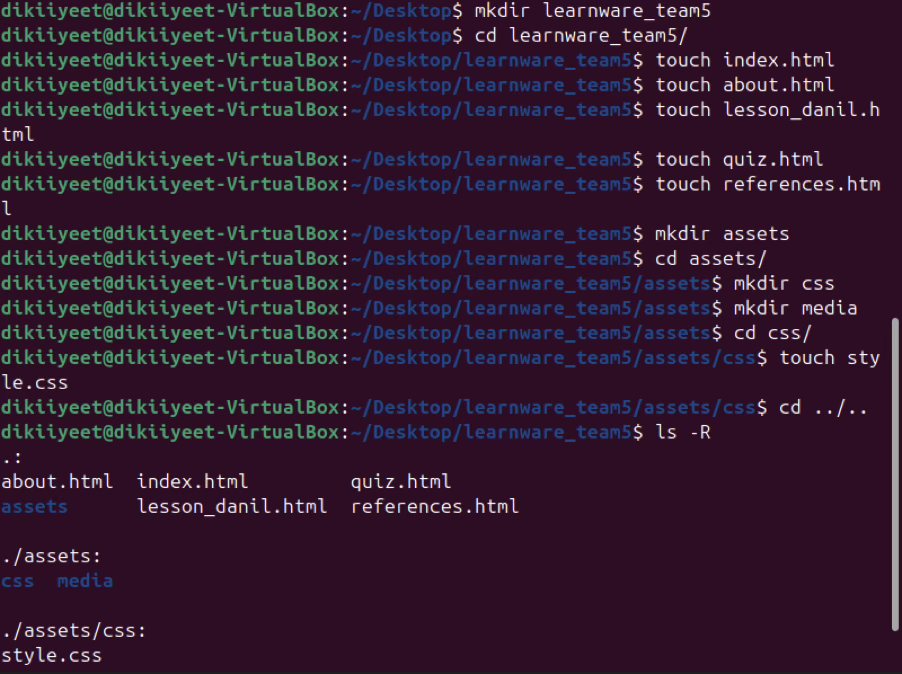 dikiiyeet@dikiiyeet-VirtualBox:~/Desktop$ mkdir learnware_team5
dikiiyeet@dikiiyeet-VirtualBox:~/Desktop$ cd learnware_team5/
dikiiyeet@dikiiyeet-VirtualBox:~/Desktop/learnware_team5$ touch index.html
dikiiyeet@dikiiyeet-VirtualBox:~/Desktop/learnware_team5$ touch about.html
dikiiyeet@dikiiyeet-VirtualBox:~/Desktop/learnware_team5$ touch lesson_danil.h
tml
dikiiyeet@dikiiyeet-VirtualBox:~/Desktop/learnware_team5$ touch quiz.html
dikiiyeet@dikiiyeet-VirtualBox:~/Desktop/learnware_team5$ touch references.htm
l
dikiiyeet@dikiiyeet-VirtualBox:~/Desktop/learnware_team5$ mkdir assets
dikiiyeet@dikiiyeet-VirtualBox:~/Desktop/learnware_team5$ cd assets/
dikiiyeet@dikiiyeet-VirtualBox:~/Desktop/learnware_team5/assets$ mkdir css
dikiiyeet@dikiiyeet-VirtualBox:~/Desktop/learnware_team5/assets$ mkdir media
dikiiyeet@dikiiyeet-VirtualBox:~/Desktop/learnware_team5/assets$ cd css/
dikiiyeet@dikiiyeet-VirtualBox:~/Desktop/learnware_team5/assets/css$ touch sty
le.css
dikiiyeet@dikiiyeet-VirtualBox:~/Desktop/learnware_team5/assets/css$ cd ../..
dikiiyeet@dikiiyeet-VirtualBox:~/Desktop/learnware_team5$ ls -R
.:
about.html  index.html         quiz.html
assets      lesson_danil.html  references.html

./assets:
css  media

./assets/css:
style.css